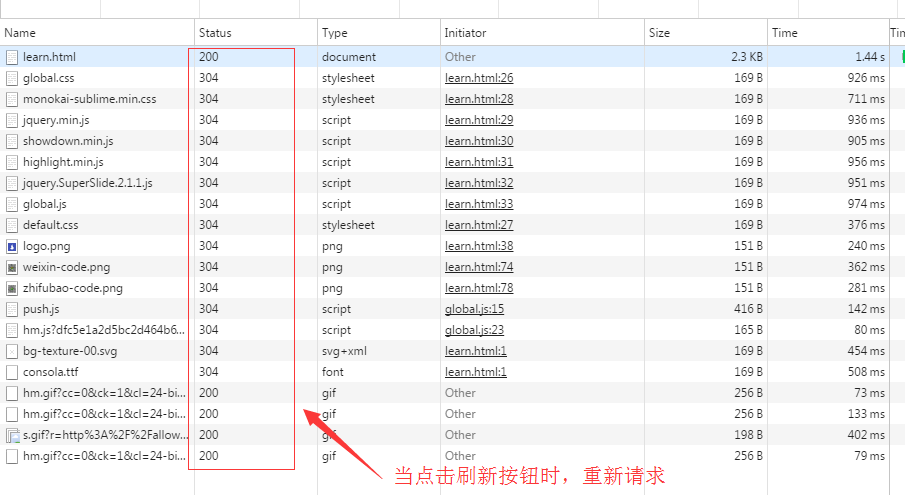 Name Status Type Initiator Size Time Tim
learn.html 200 document Other 2.3 KB 1.44 s
global.css 304 stylesheet learn.html:26 169 B 926 ms
monokai-sublime.min.css 304 stylesheet learn.html:28 169 B 711 ms
jquery.min.js 304 script learn.html:29 169 B 936 ms
showdown.min.js 304 script learn.html:30 169 B 905 ms
highlight.min.js 304 script learn.html:31 169 B 956 ms
jquery.SuperSlide.2.1.1.js 304 script learn.html:32 169 B 951 ms
global.js 304 script learn.html:33 169 B 974 ms
default.css 304 stylesheet learn.html:27 169 B 376 ms
logo.png 304 png learn.html:38 151 B 240 ms
weixin-code.png 304 png learn.html:74 151 B 362 ms
zhifubao-code.png 304 png learn.html:78 151 B 281 ms
push.js 304 script global.js:15 416 B 142 ms
hm.js?dfc5e1a2d5bc2d464b6... 304 script global.js:23 165 B 80 ms
bg-texture-00.svg 304 svg+xml learn.html:1 169 B 454 ms
consola.ttf 304 font learn.html:1 169 B 508 ms
hm.gif?cc=0&ck=1&cl=24-bi... 200 gif Other 256 B 73 ms
hm.gif?cc=0&ck=1&cl=24-bi... 200 gif Other 256 B 133 ms
s.gif?r=http%3A%2F%2Fallow... 200 gif Other 198 B 402 ms
hm.gif?cc=0&ck=1&cl=24-bi... 200 gif Other 256 B 79 ms
当点击刷新按钮时，重新请求